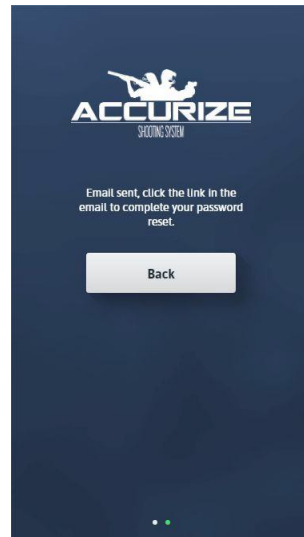 ACCURIZE
SHOOTING SYSTEM
Email sent, click the link in the
email to complete your password
reset.
Back